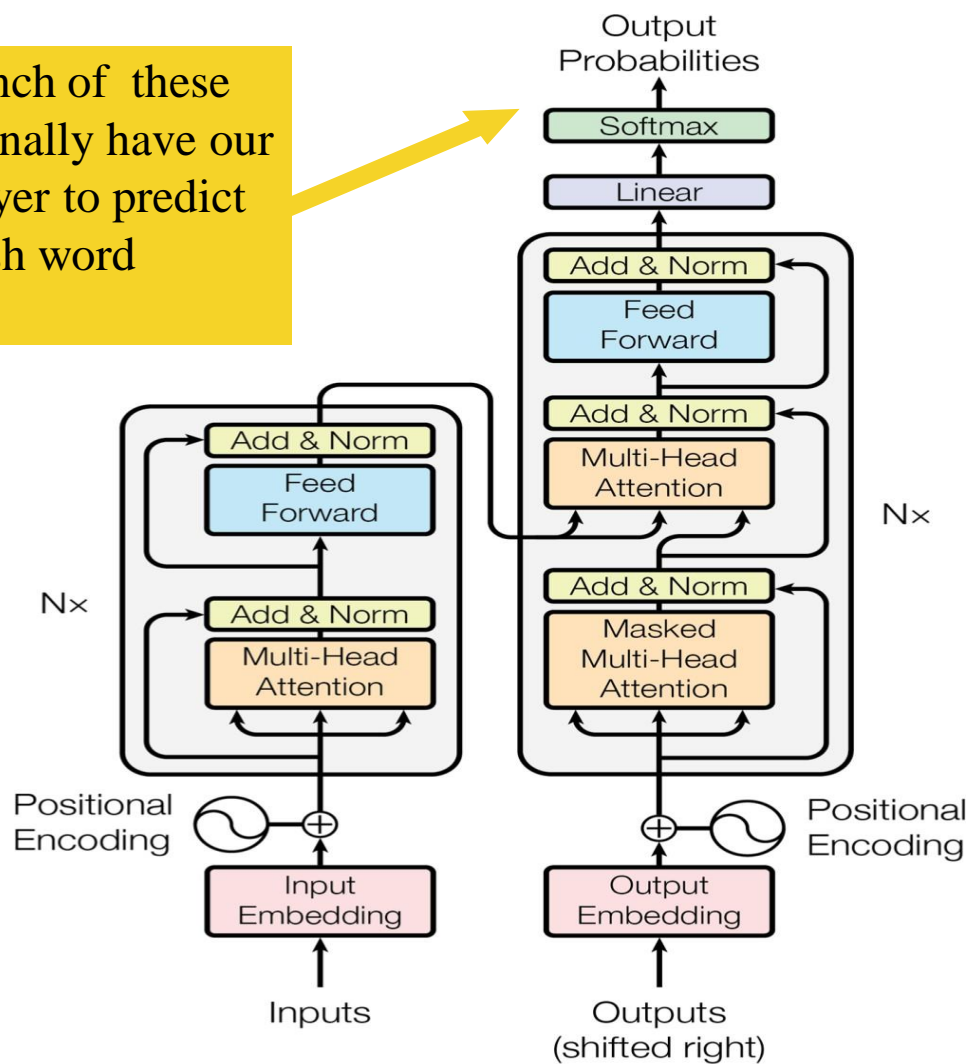 nch of these
nally have our
yer to predict
h word
Output
Probabilities
Softmax
Linear
Add & Norm
Feed
Forward
Add & Norm
Multi-Head
Attention
Nx
Add & Norm
Masked
Multi-Head
Attention
Add & Norm
Feed
Forward
Nx
Add & Norm
Multi-Head
Attention
Positional
Encoding
Positional
Encoding
Input
Embedding
Output
Embedding
Inputs
Outputs
(shifted right)